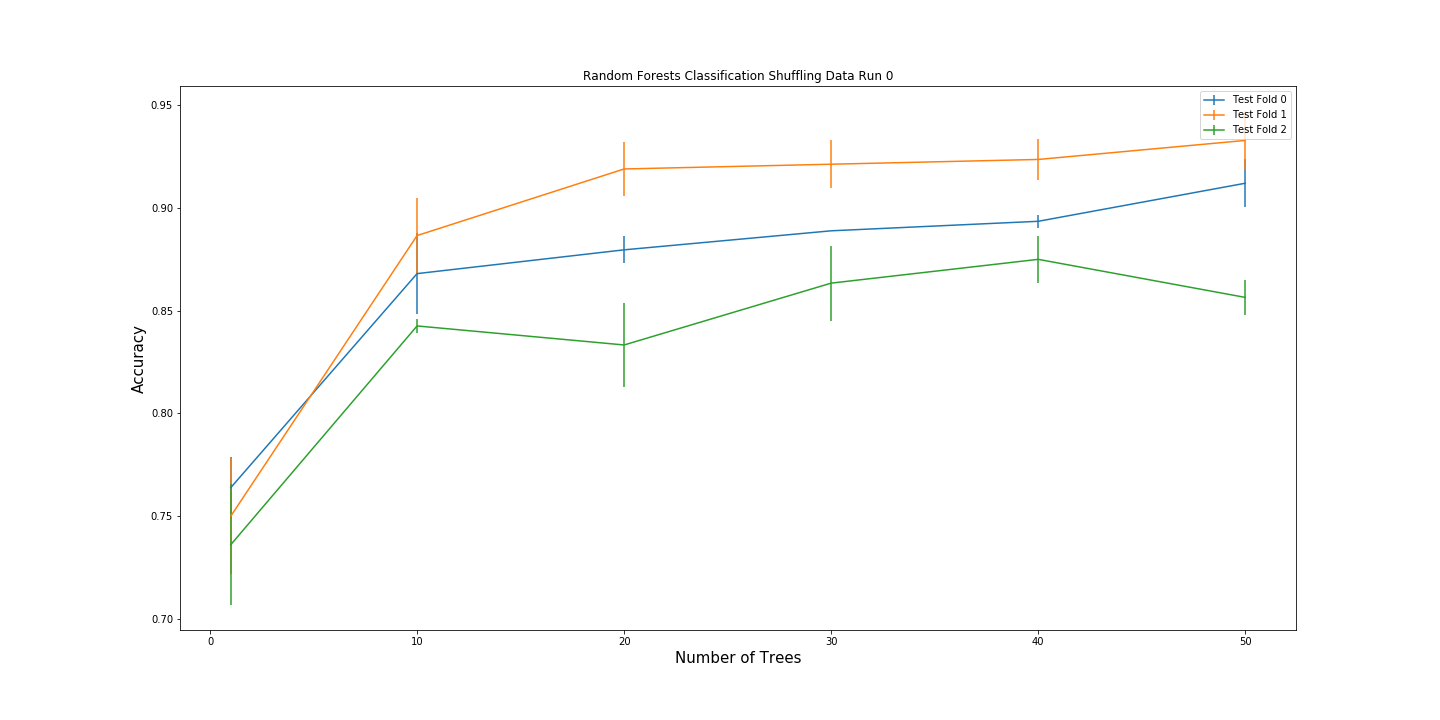 Random Forests Classification Shuffling Data Run 0
Test Fold 0
Test Fold 1
Test Fold 2
0.95
0.90
0.85
0.80
0.75
0.70
Accuracy
0 10 20 30 40 50
Number of Trees